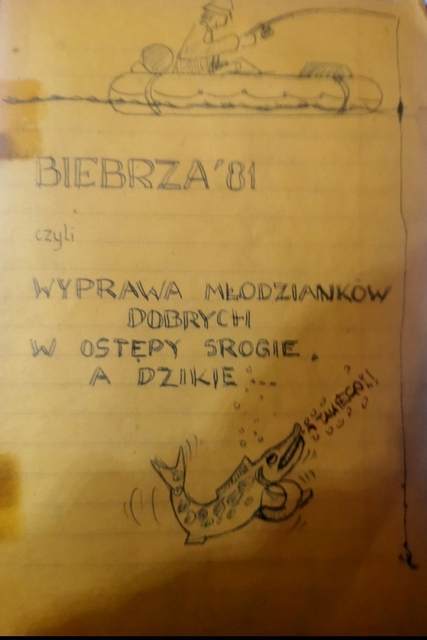 BIEBRZA '81
czyli
WYPRAWA MŁODZIANKÓW
DOBRYCH
W OSTĘPY SROGIE
A DZIKIE...